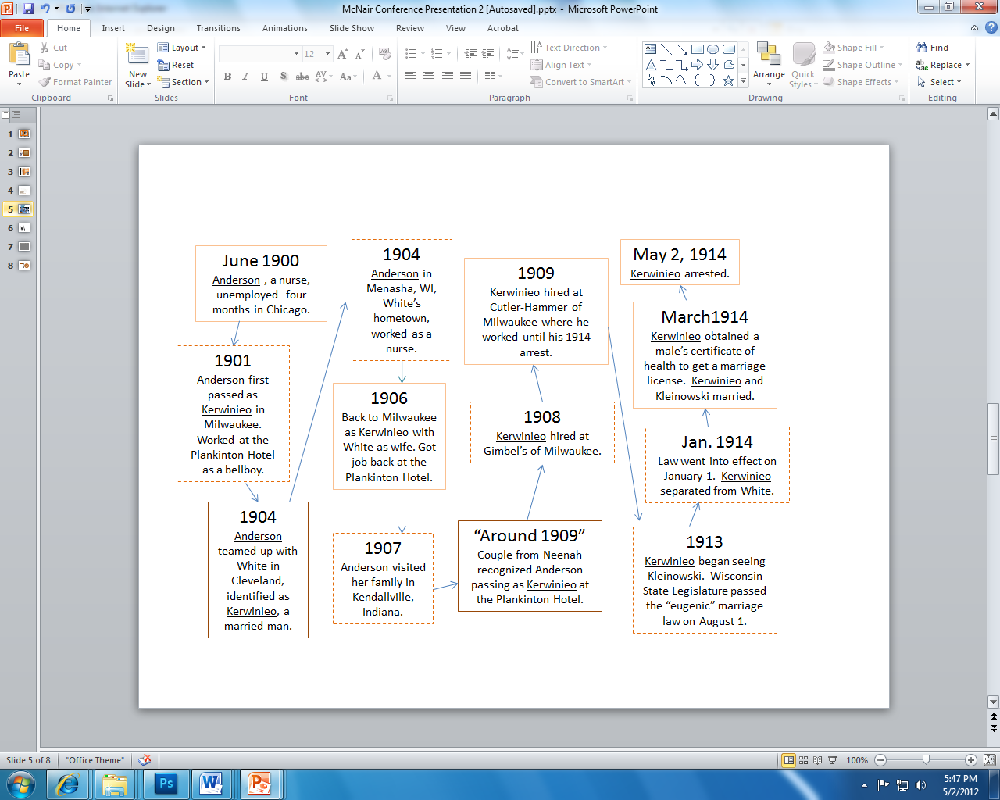 McNair Conference Presentation 2 [Autosaved].pptx - Microsoft PowerPoint
File Home Insert Design Transitions Animations Slide Show Review View Acrobat
Paste
Cut
Copy
Format Painter
Clipboard
New
Slide
Layout
Reset
Section
Slides
12
B I U S abc AV Aa A
Font
Text Direction
Align Text
Convert to SmartArt
Paragraph
Arrange
Quick
Styles
Shape Fill
Shape Outline
Shape Effects
Drawing
Find
Replace
Select
Editing
1
2
3
4
5
6
7
8
June 1900
Anderson , a nurse,
unemployed four
months in Chicago.
1901
Anderson first
passed as
Kerwinieo in
Milwaukee.
Worked at the
Plankinton Hotel
as a bellboy.
1904
Anderson
teamed up with
White in
Cleveland,
identified as
Kerwinieo, a
married man.
1904
Anderson in
Menasha, WI,
White's
hometown,
worked as a
nurse.
1906
Back to Milwaukee
as Kerwinieo with
White as wife. Got
job back at the
Plankinton Hotel.
1907
Anderson visited
her family in
Kendallville,
Indiana.
“Around 1909”
Couple from Neenah
recognized Anderson
passing as Kerwinieo at
the Plankinton Hotel.
1908
Kerwinieo hired at
Gimbel's of Milwaukee.
1909
Kerwinieo hired at
Cutler-Hammer of
Milwaukee where he
worked until his 1914
arrest.
1913
Kerwinieo began seeing
Kleinowski. Wisconsin
State Legislature passed
the “eugenic” marriage
law on August 1.
Jan. 1914
Law went into effect on
January 1. Kerwinieo
separated from White.
March1914
Kerwinieo obtained a
male's certificate of
health to get a marriage
license. Kerwinieo and
Kleinowski married.
May 2, 1914
Kerwinieo arrested.
Slide 5 of 8 "Office Theme" 100%
Ps
5:47 PM
5/2/2012